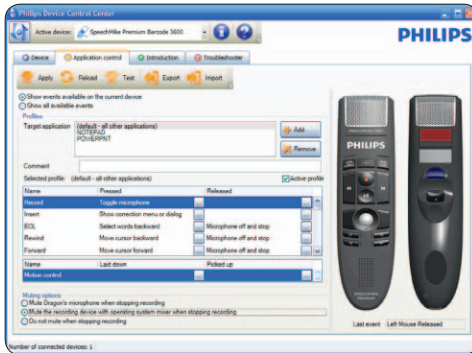 Philips Device Control Center
Active device: SpeechMike Premium Barcode 3600
PHILIPS
Device Application control Introduction Troubleshooter
Apply Reload Test Export Import
Show events available on the current device
Show all available events
Profiles
Target application (default - all other applications)
NOTEPAD
POWERPNT
Add
Remove
Comment
Selected profile: (default - all other applications) Active profile
Name Pressed Released
Record Toggle microphone
Insert Show correction menu or dialog
EOL Select words backward Microphone off and stop
Rewind Move cursor backward Microphone off and stop
Forward Move cursor forward Microphone off and stop
Name Laid down Picked up
Motion control
Muting options
Mute Dragon's microphone when stopping recording
Mute the recording device with operating system mixer when stopping recording
Do not mute when stopping recording
PHILIPS
Last event Left Mouse Released
Number of connected devices: 1